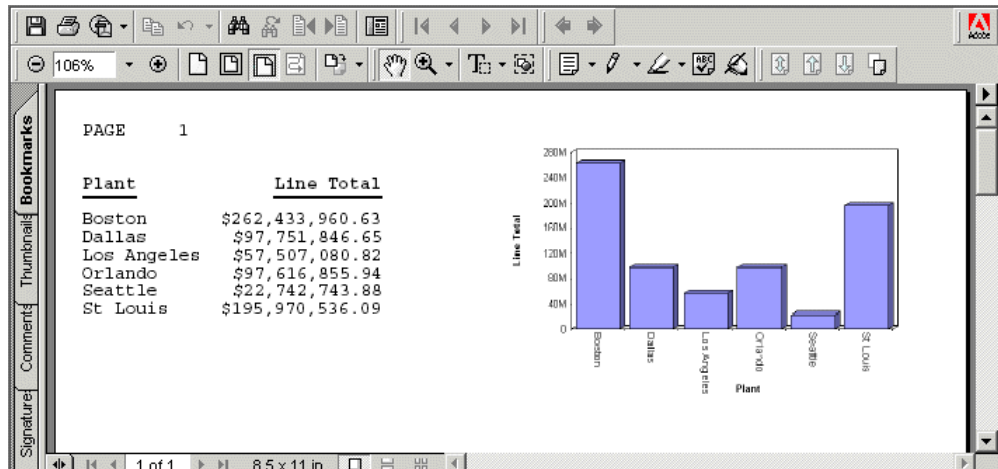 Adobe
106%
ABC
Bookmarks
Thumbnails
Comments
Signatures
PAGE 1
Plant Line Total
Boston $262,433,960.63
Dallas $97,751,846.65
Los Angeles $57,507,080.82
Orlando $97,616,855.94
Seattle $22,742,743.88
St Louis $195,970,536.09
280M
240M
200M
160M
120M
80M
40M
0
Line Total
Boston
Dallas
Los Angeles
Orlando
Seattle
St Louis
Plant
1 of 1 8.5 x 11 in